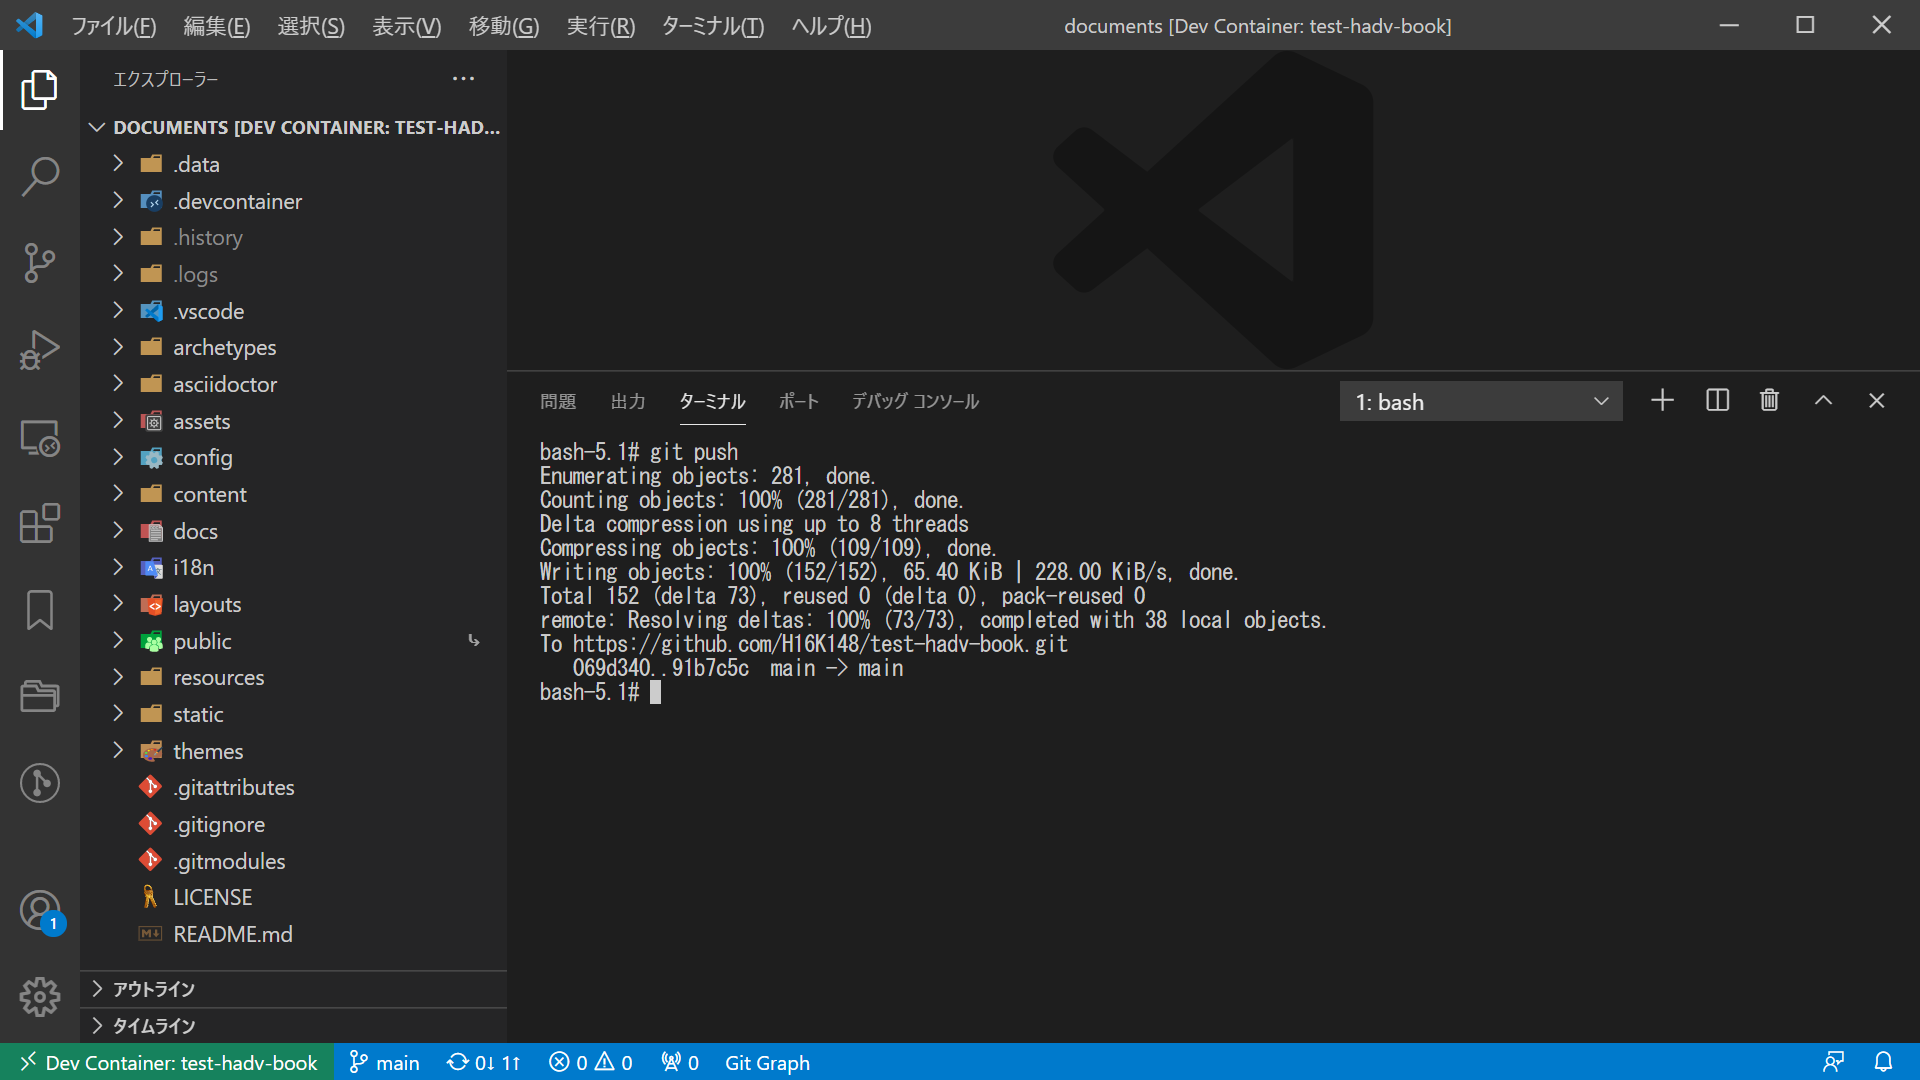 ファイル(F) 編集(E) 選択(S) 表示(V) 移動(G) 実行(R) ターミナル(T) ヘルプ(H) documents [Dev Container: test-hadv-book]
エクスプローラー
DOCUMENTS [DEV CONTAINER: TEST-HAD...
.data
.devcontainer
.history
.logs
.vscode
archetypes
asciidoctor
assets
config
content
docs
i18n
layouts
public
resources
static
themes
.gitattributes
.gitignore
.gitmodules
LICENSE
README.md
アウトライン
タイムライン
問題 出力 ターミナル ポート デバッグ コンソール 1: bash
bash-5.1# git push
Enumerating objects: 281, done.
Counting objects: 100% (281/281), done.
Delta compression using up to 8 threads
Compressing objects: 100% (109/109), done.
Writing objects: 100% (152/152), 65.40 KiB | 228.00 KiB/s, done.
Total 152 (delta 73), reused 0 (delta 0), pack-reused 0
remote: Resolving deltas: 100% (73/73), completed with 38 local objects.
To https://github.com/H16K148/test-hadv-book.git
069d340..91b7c5c main -> main
bash-5.1#
1
Dev Container: test-hadv-book main 0↓ 1↑ 0 0 0 Git Graph